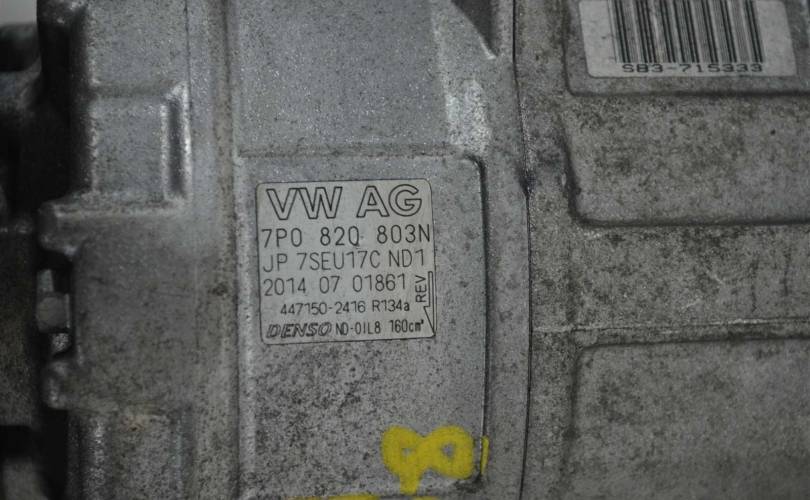 SB3-715333
VW AG
7P0 820 803N
JP 7SEU17C ND1
2014 07 01861
REV
447150-2416 R134a
DENSO ND-OIL8 160cm³